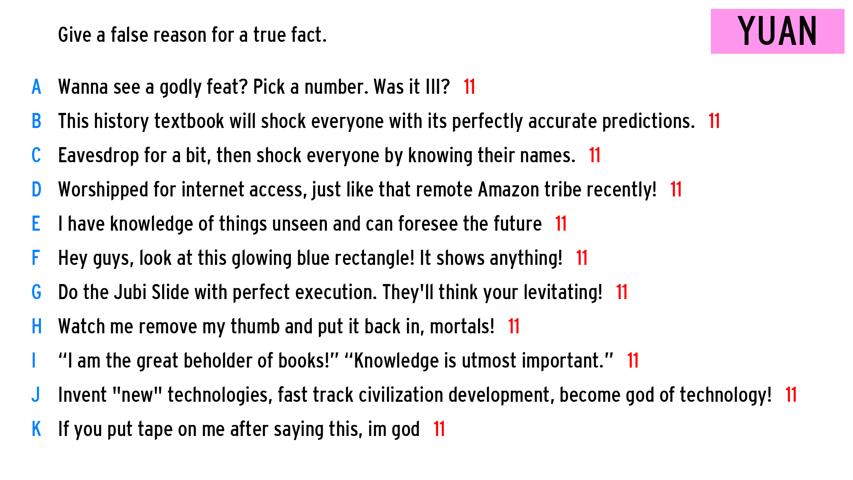 Give a false reason for a true fact.
YUAN
A Wanna see a godly feat? Pick a number. Was it III? 11
B This history textbook will shock everyone with its perfectly accurate predictions. 11
C Eavesdrop for a bit, then shock everyone by knowing their names. 11
D Worshipped for internet access, just like that remote Amazon tribe recently! 11
E I have knowledge of things unseen and can foresee the future 11
F Hey guys, look at this glowing blue rectangle! It shows anything! 11
G Do the Jubi Slide with perfect execution. They'll think your levitating! 11
H Watch me remove my thumb and put it back in, mortals! 11
I “I am the great beholder of books!” “Knowledge is utmost important.” 11
J Invent "new" technologies, fast track civilization development, become god of technology! 11
K If you put tape on me after saying this, im god 11